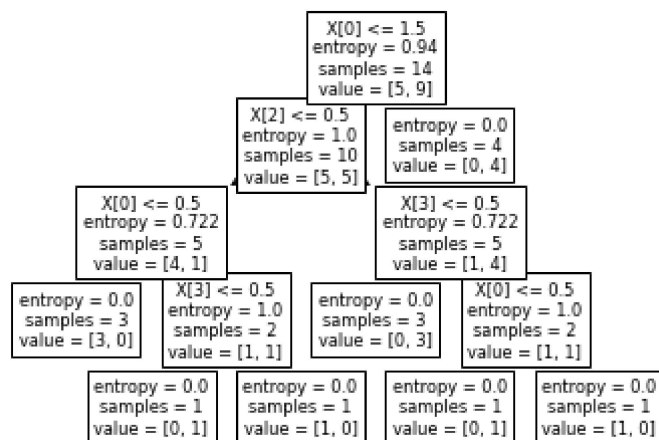 X[0] <= 1.5
entropy = 0.94
samples = 14
value = [5, 9]
X[2] <= 0.5
entropy = 1.0
samples = 10
value = [5, 5]
entropy = 0.0
samples = 4
value = [0, 4]
X[0] <= 0.5
entropy = 0.722
samples = 5
value = [4, 1]
X[3] <= 0.5
entropy = 0.722
samples = 5
value = [1, 4]
entropy = 0.0
samples = 3
value = [3, 0]
X[3] <= 0.5
entropy = 1.0
samples = 2
value = [1, 1]
entropy = 0.0
samples = 3
value = [0, 3]
X[0] <= 0.5
entropy = 1.0
samples = 2
value = [1, 1]
entropy = 0.0
samples = 1
value = [0, 1]
entropy = 0.0
samples = 1
value = [1, 0]
entropy = 0.0
samples = 1
value = [0, 1]
entropy = 0.0
samples = 1
value = [1, 0]